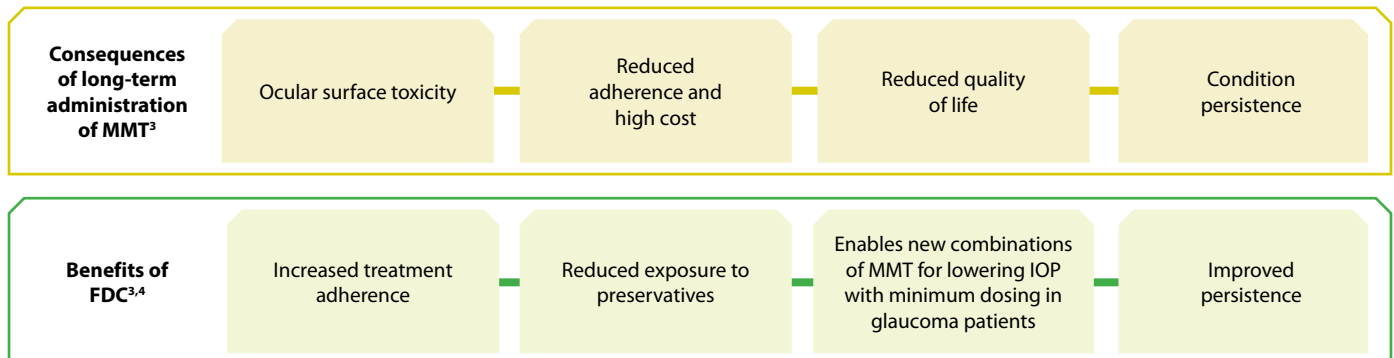 Consequences
of long-term
administration
of MMT³
Ocular surface toxicity
Reduced
adherence and
high cost
Reduced quality
of life
Condition
persistence
Benefits of
FDC³,⁴
Increased treatment
adherence
Reduced exposure to
preservatives
Enables new combinations
of MMT for lowering IOP
with minimum dosing in
glaucoma patients
Improved
persistence